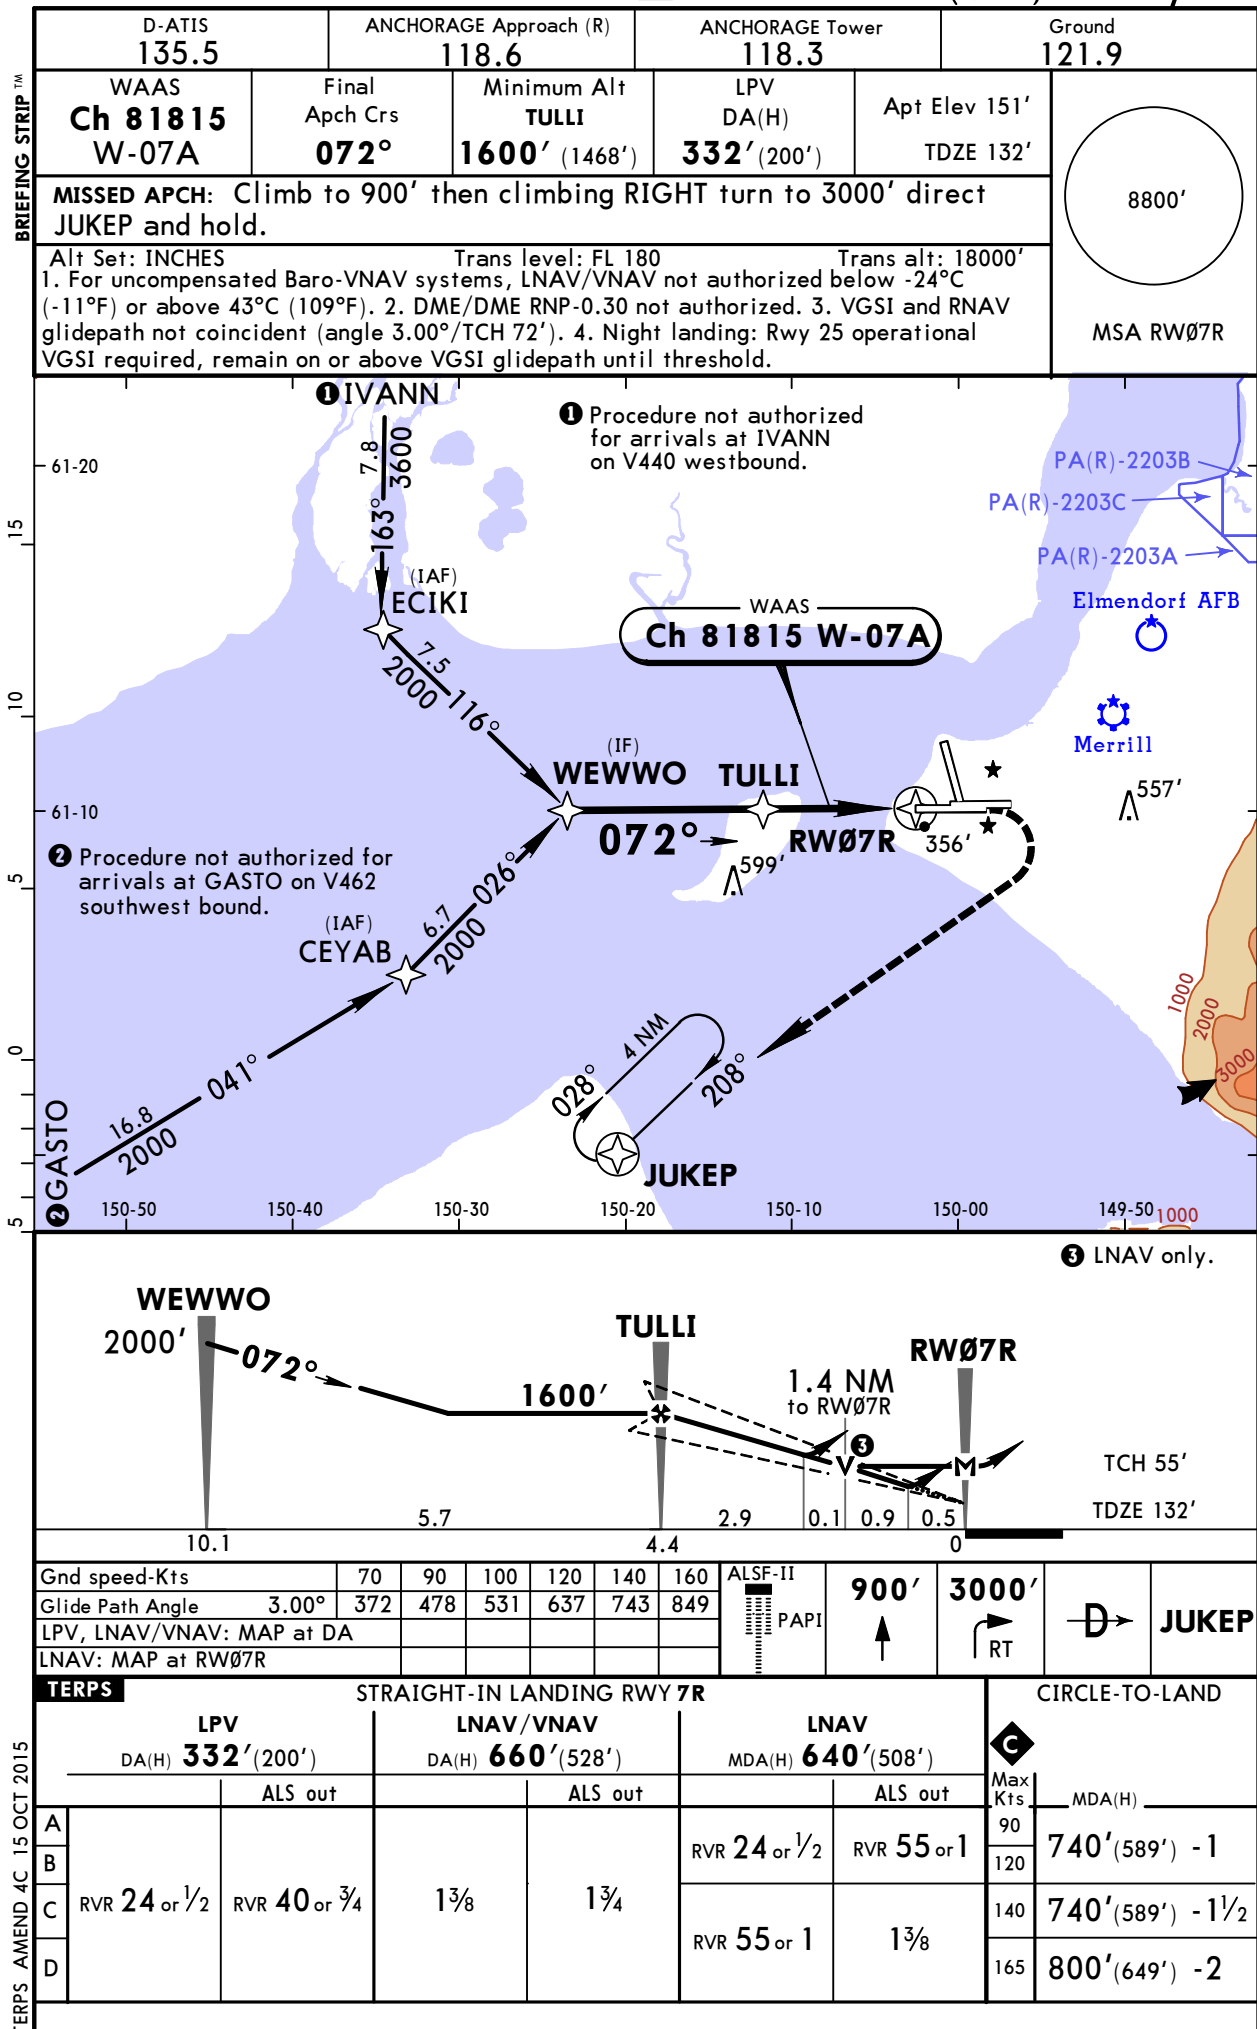 D-ATIS
135.5
ANCHORAGE Approach (R)
118.6
ANCHORAGE Tower
118.3
Ground
121.9
BRIEFING STRIP ™
WAAS
Ch 81815
W-07A
Final
Apch Crs
072°
Minimum Alt
TULLI
1600' (1468')
LPV
DA(H)
332' (200')
Apt Elev 151'
TDZE 132'
MISSED APCH: Climb to 900' then climbing RIGHT turn to 3000' direct
JUKEP and hold.
Alt Set: INCHES Trans level: FL 180 Trans alt: 18000'
1. For uncompensated Baro-VNAV systems, LNAV/VNAV not authorized below -24°C
(-11°F) or above 43°C (109°F). 2. DME/DME RNP-0.30 not authorized. 3. VGSI and RNAV
glidepath not coincident (angle 3.00°/TCH 72'). 4. Night landing: Rwy 25 operational
VGSI required, remain on or above VGSI glidepath until threshold.
8800'
MSA RWØ7R
1 IVANN
1 Procedure not authorized
for arrivals at IVANN
on V440 westbound.
7.8
3600
163°
61-20
PA(R)-2203B
PA(R)-2203C
PA(R)-2203A
15
(IAF)
ECIKI
Elmendorf AFB
WAAS
Ch 81815 W-07A
7.5
2000
116°
10
Merrill
(IF)
WEWWO
TULLI
61-10
557'
072°
RWØ7R
356'
599'
2 Procedure not authorized for
arrivals at GASTO on V462
southwest bound.
5
026°
6.7
2000
(IAF)
CEYAB
1000
2000
3000
0
041°
16.8
2000
4 NM
028°
208°
JUKEP
2 GASTO
5
150-50
150-40
150-30
150-20
150-10
150-00
149-50
1000
3 LNAV only.
WEWWO
2000'
072°
1600'
TULLI
RWØ7R
1.4 NM
to RWØ7R
3
V
M
TCH 55'
TDZE 132'
5.7
2.9
0.1
0.9
0.5
10.1
4.4
0
Gnd speed-Kts 70 90 100 120 140 160
Glide Path Angle 3.00° 372 478 531 637 743 849
LPV, LNAV/VNAV: MAP at DA
LNAV: MAP at RWØ7R
ALSF-II
PAPI
900'
3000'
RT
D
JUKEP
TERPS
STRAIGHT-IN LANDING RWY 7R
CIRCLE-TO-LAND
LPV
DA(H) 332' (200')
LNAV/VNAV
DA(H) 660' (528')
LNAV
MDA(H) 640' (508')
C
ALS out
ALS out
ALS out
Max
Kts
MDA(H)
A
B
C
D
RVR 24 or ½
RVR 40 or ¾
1⅜
1¾
RVR 24 or ½
RVR 55 or 1
RVR 55 or 1
1⅜
90
120
740' (589') -1
140
740' (589') -1½
165
800' (649') -2
TERPS AMEND 4C 15 OCT 2015